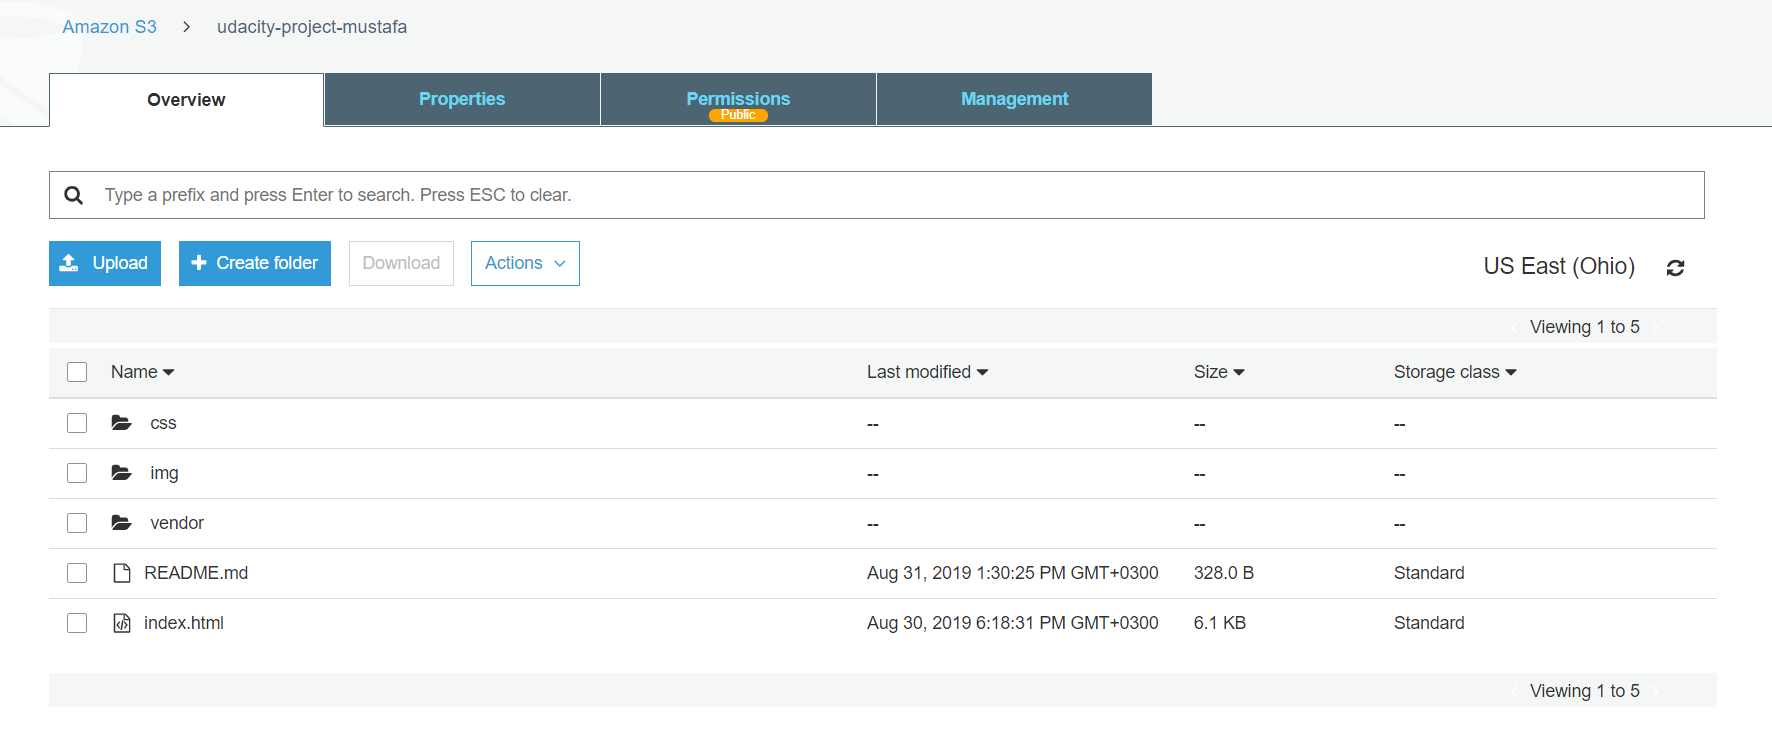 Amazon S3 > udacity-project-mustafa
Overview Properties Permissions Management
Public
Type a prefix and press Enter to search. Press ESC to clear.
Upload Create folder Download Actions US East (Ohio)
Viewing 1 to 5
Name Last modified Size Storage class
css -- -- --
img -- -- --
vendor -- -- --
README.md Aug 31, 2019 1:30:25 PM GMT+0300 328.0 B Standard
index.html Aug 30, 2019 6:18:31 PM GMT+0300 6.1 KB Standard
Viewing 1 to 5